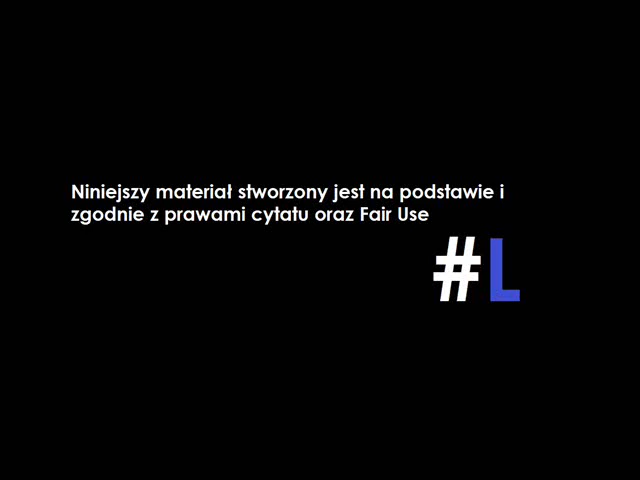 Niniejszy materiał stworzony jest na podstawie i
zgodnie z prawami cytatu oraz Fair Use
#L